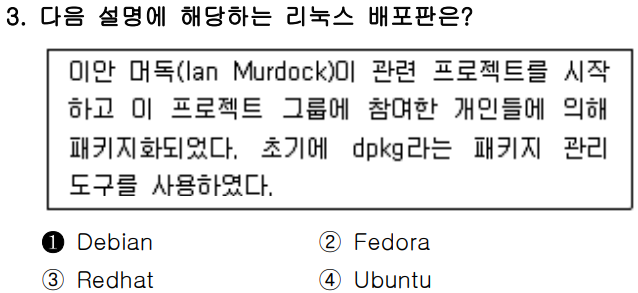 3. 다음 설명에 해당하는 리눅스 배포판은?
이안 머독(Ian Murdock)이 관련 프로젝트를 시작
하고 이 프로젝트 그룹에 참여한 개인들에 의해
패키지화되었다. 초기에 dpkg라는 패키지 관리
도구를 사용하였다.
❶ Debian ② Fedora
③ Redhat ④ Ubuntu